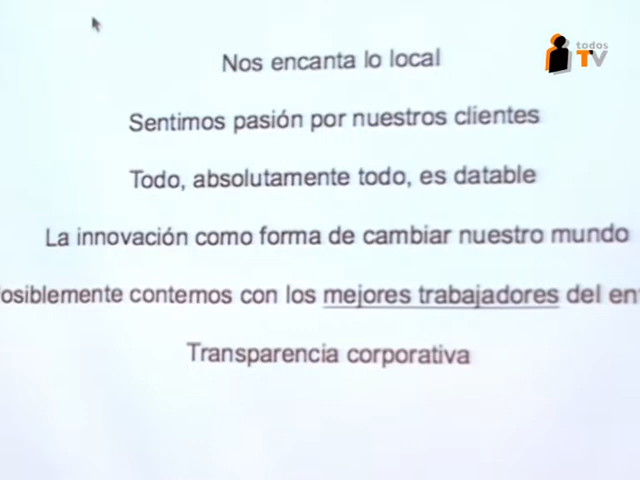 todos
TV
Nos encanta lo local
Sentimos pasión por nuestros clientes
Todo, absolutamente todo, es datable
La innovación como forma de cambiar nuestro mundo
osiblemente contemos con los mejores trabajadores del en
Transparencia corporativa